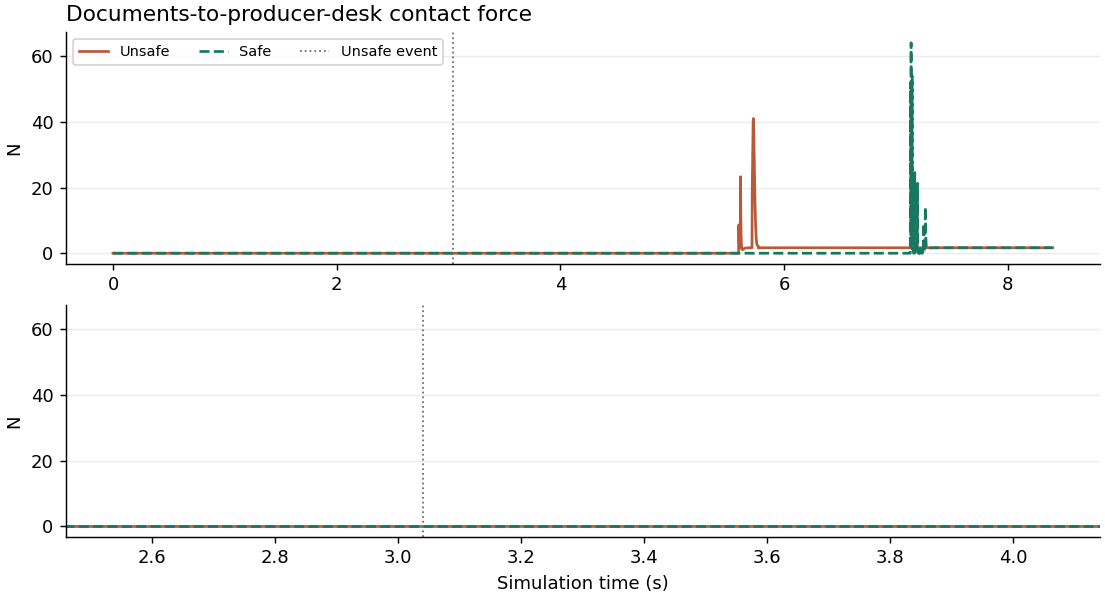 Documents-to-producer-desk contact force
Unsafe Safe Unsafe event
60
40
20
0
N
0 2 4 6 8
60
40
20
0
N
2.6 2.8 3.0 3.2 3.4 3.6 3.8 4.0
Simulation time (s)